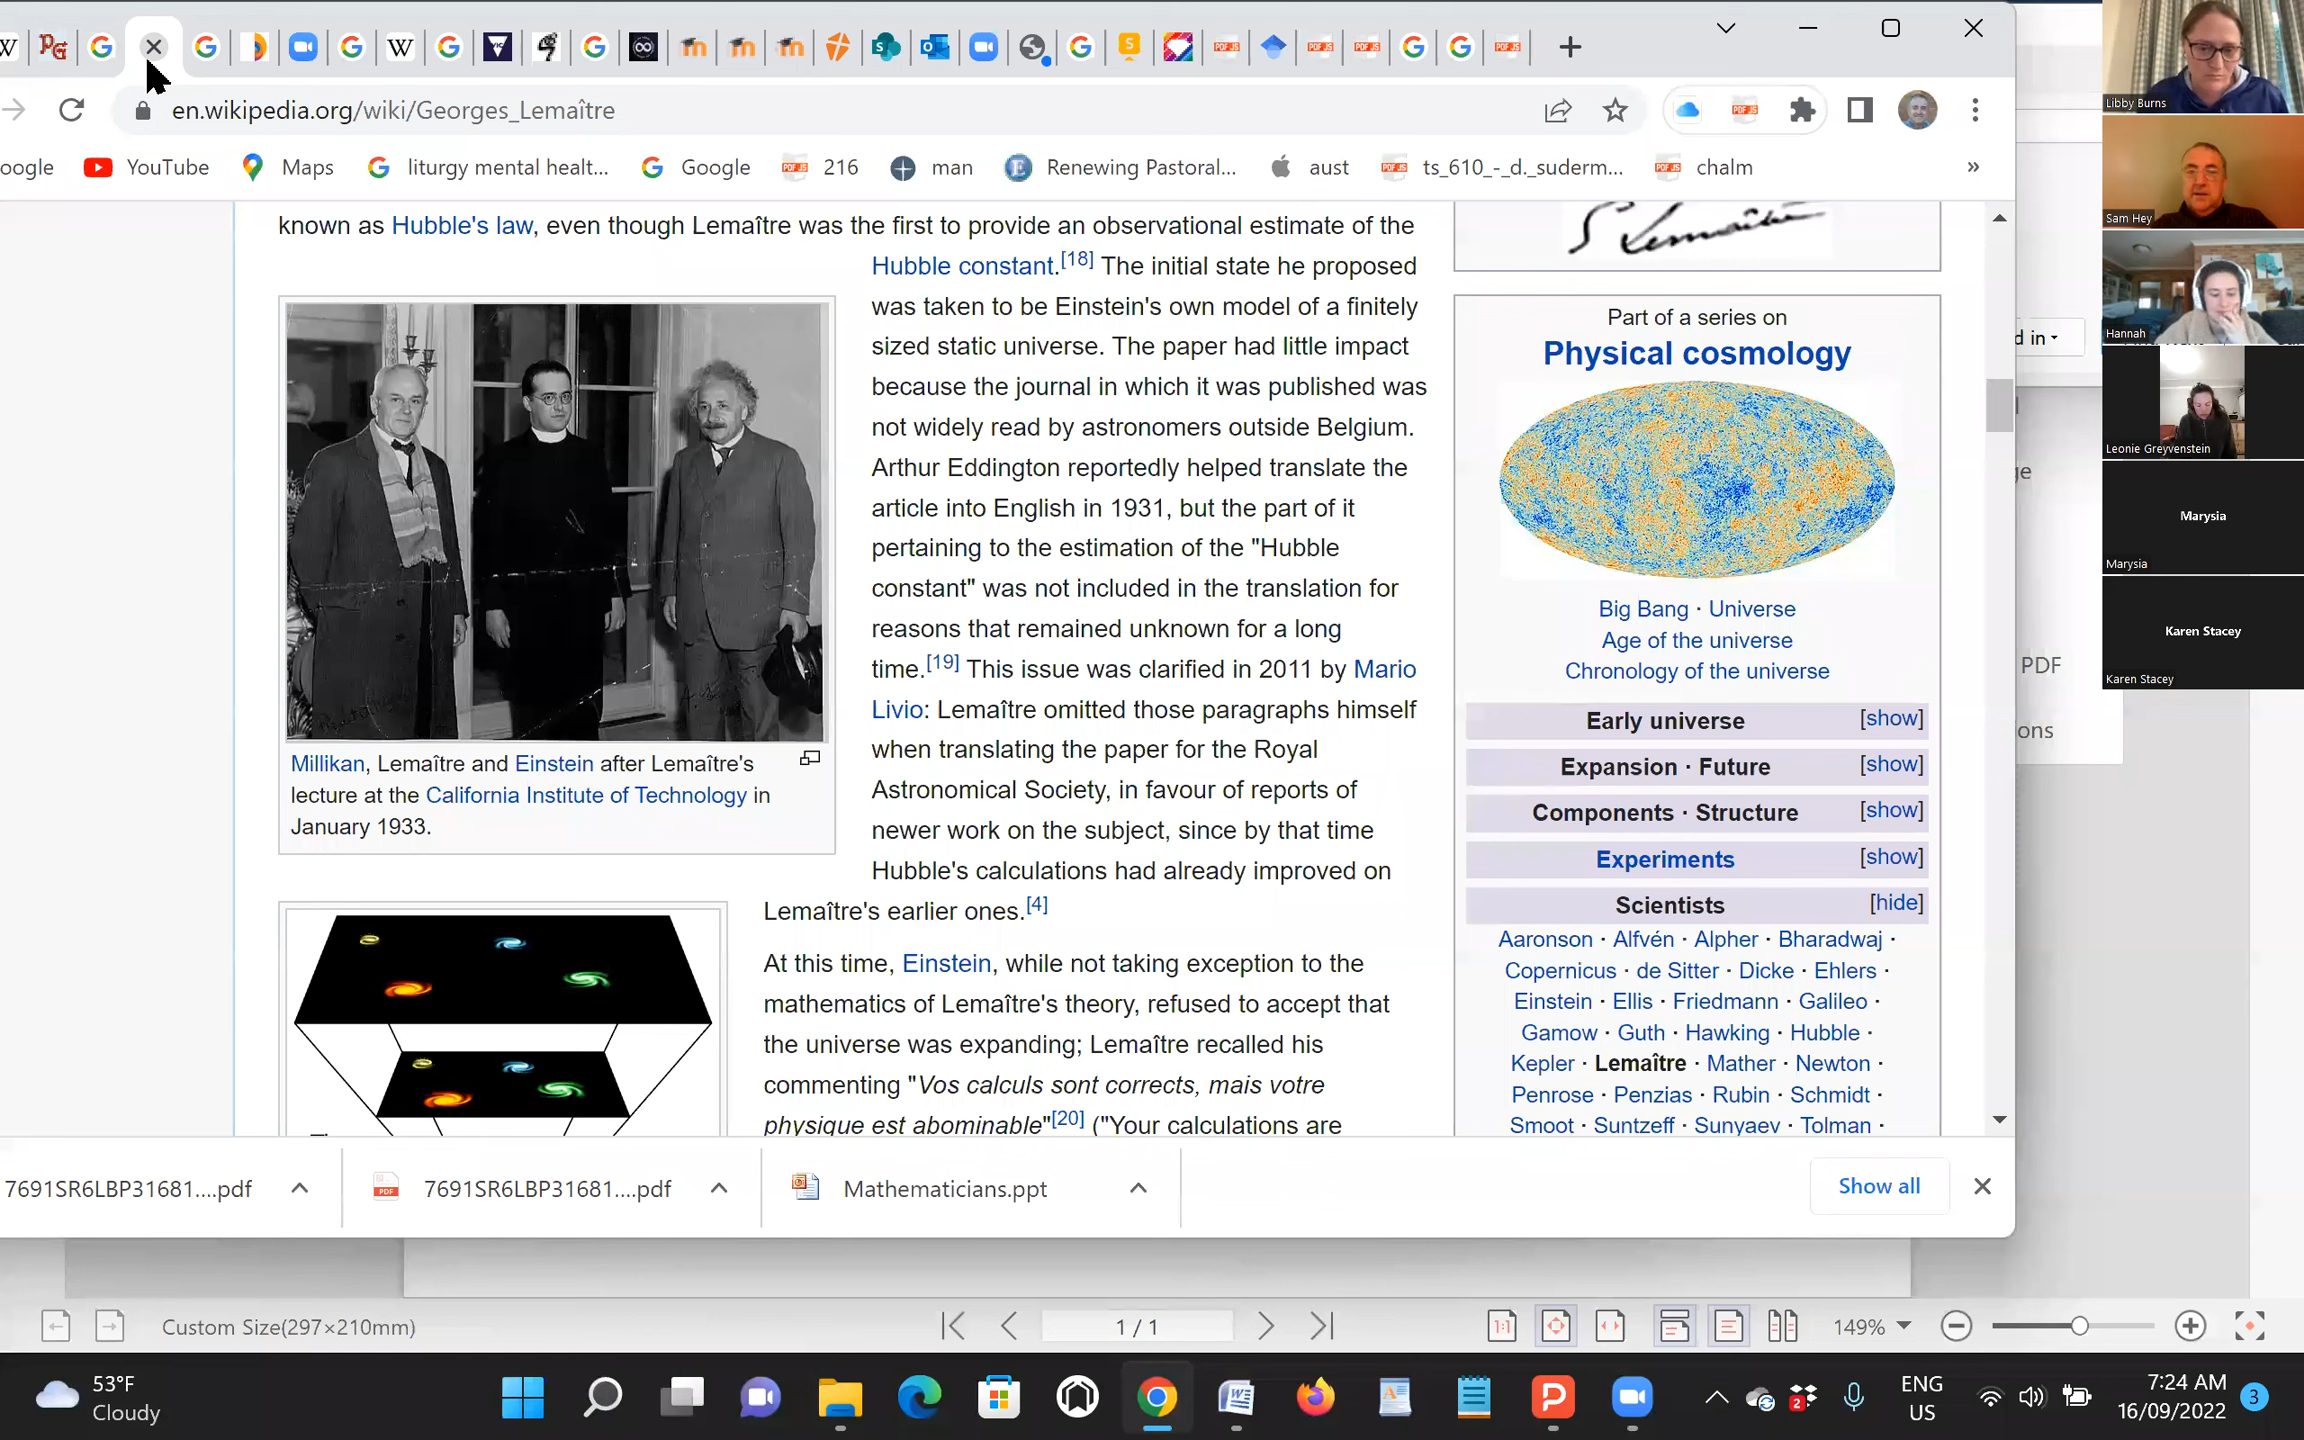 en.wikipedia.org/wiki/Georges_Lemaître
oogle
YouTube
Maps
liturgy mental healt...
Google
216
man
Renewing Pastoral...
aust
ts_610_-_d._suderm...
chalm
»
known as Hubble's law, even though Lemaître was the first to provide an observational estimate of the
Hubble constant.[18] The initial state he proposed
was taken to be Einstein's own model of a finitely
sized static universe. The paper had little impact
because the journal in which it was published was
not widely read by astronomers outside Belgium.
Arthur Eddington reportedly helped translate the
article into English in 1931, but the part of it
pertaining to the estimation of the "Hubble
constant" was not included in the translation for
reasons that remained unknown for a long
time.[19] This issue was clarified in 2011 by Mario
Livio: Lemaître omitted those paragraphs himself
when translating the paper for the Royal
Astronomical Society, in favour of reports of
newer work on the subject, since by that time
Hubble's calculations had already improved on
Lemaître's earlier ones.[4]
Millikan, Lemaître and Einstein after Lemaître's
lecture at the California Institute of Technology in
January 1933.
At this time, Einstein, while not taking exception to the
mathematics of Lemaître's theory, refused to accept that
the universe was expanding; Lemaître recalled his
commenting "Vos calculs sont corrects, mais votre
physique est abominable"[20] ("Your calculations are
G Lemaître
Part of a series on
Physical cosmology
Big Bang · Universe
Age of the universe
Chronology of the universe
Early universe [show]
Expansion · Future [show]
Components · Structure [show]
Experiments [show]
Scientists [hide]
Aaronson · Alfvén · Alpher · Bharadwaj ·
Copernicus · de Sitter · Dicke · Ehlers ·
Einstein · Ellis · Friedmann · Galileo ·
Gamow · Guth · Hawking · Hubble ·
Kepler · Lemaître · Mather · Newton ·
Penrose · Penzias · Rubin · Schmidt ·
Smoot · Suntzeff · Sunyaev · Tolman ·
Libby Burns
Sam Hey
Hannah
Leonie Greyvenstein
Marysia
Marysia
Karen Stacey
Karen Stacey
d in
ge
PDF
ons
7691SR6LBP31681....pdf
7691SR6LBP31681....pdf
Mathematicians.ppt
Show all
Custom Size(297×210mm)
1 / 1
149%
53°F
Cloudy
ENG
US
7:24 AM
16/09/2022
3